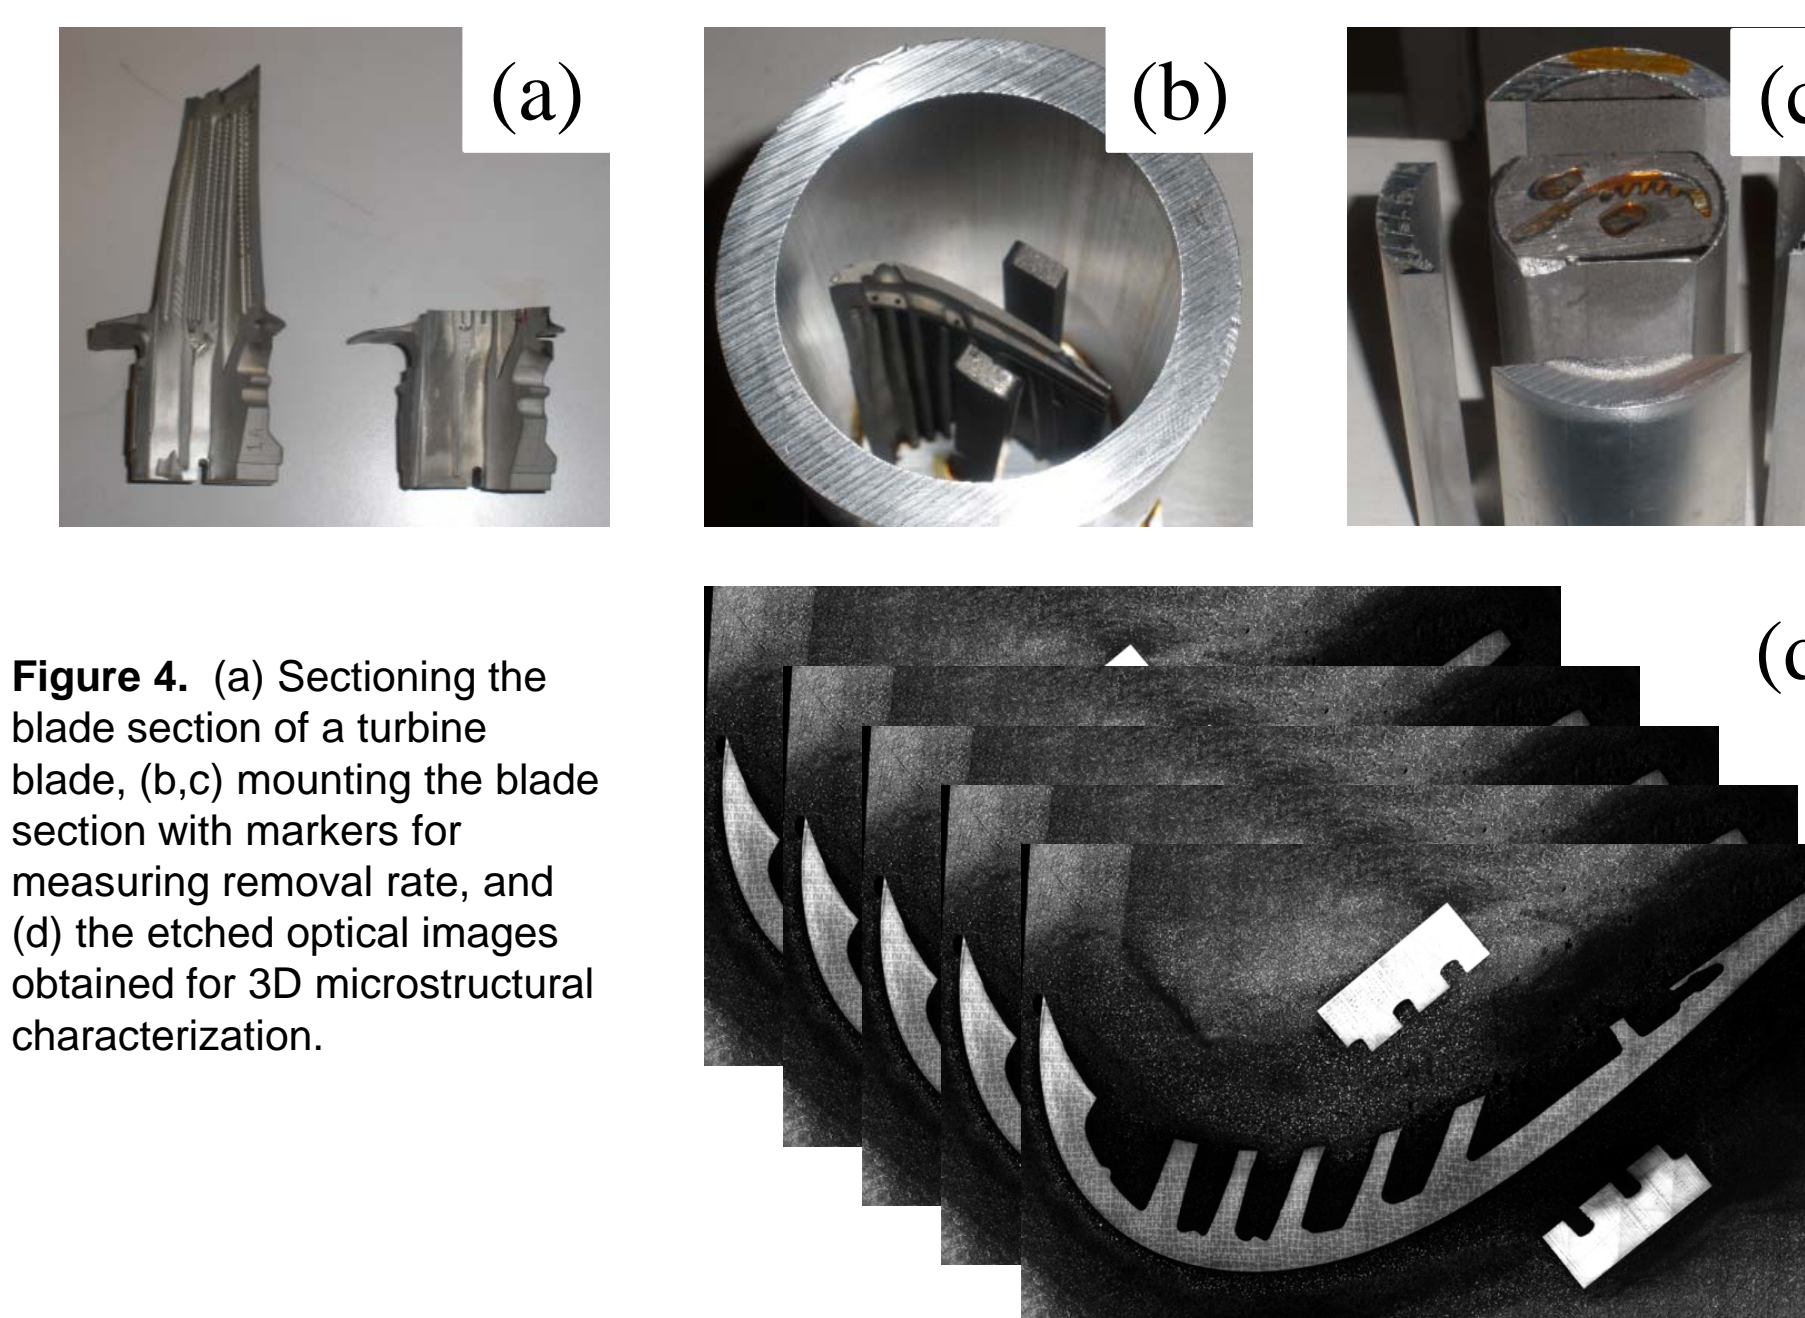 (a)
(b)
(c
Figure 4. (a) Sectioning the
blade section of a turbine
blade, (b,c) mounting the blade
section with markers for
measuring removal rate, and
(d) the etched optical images
obtained for 3D microstructural
characterization.
(d